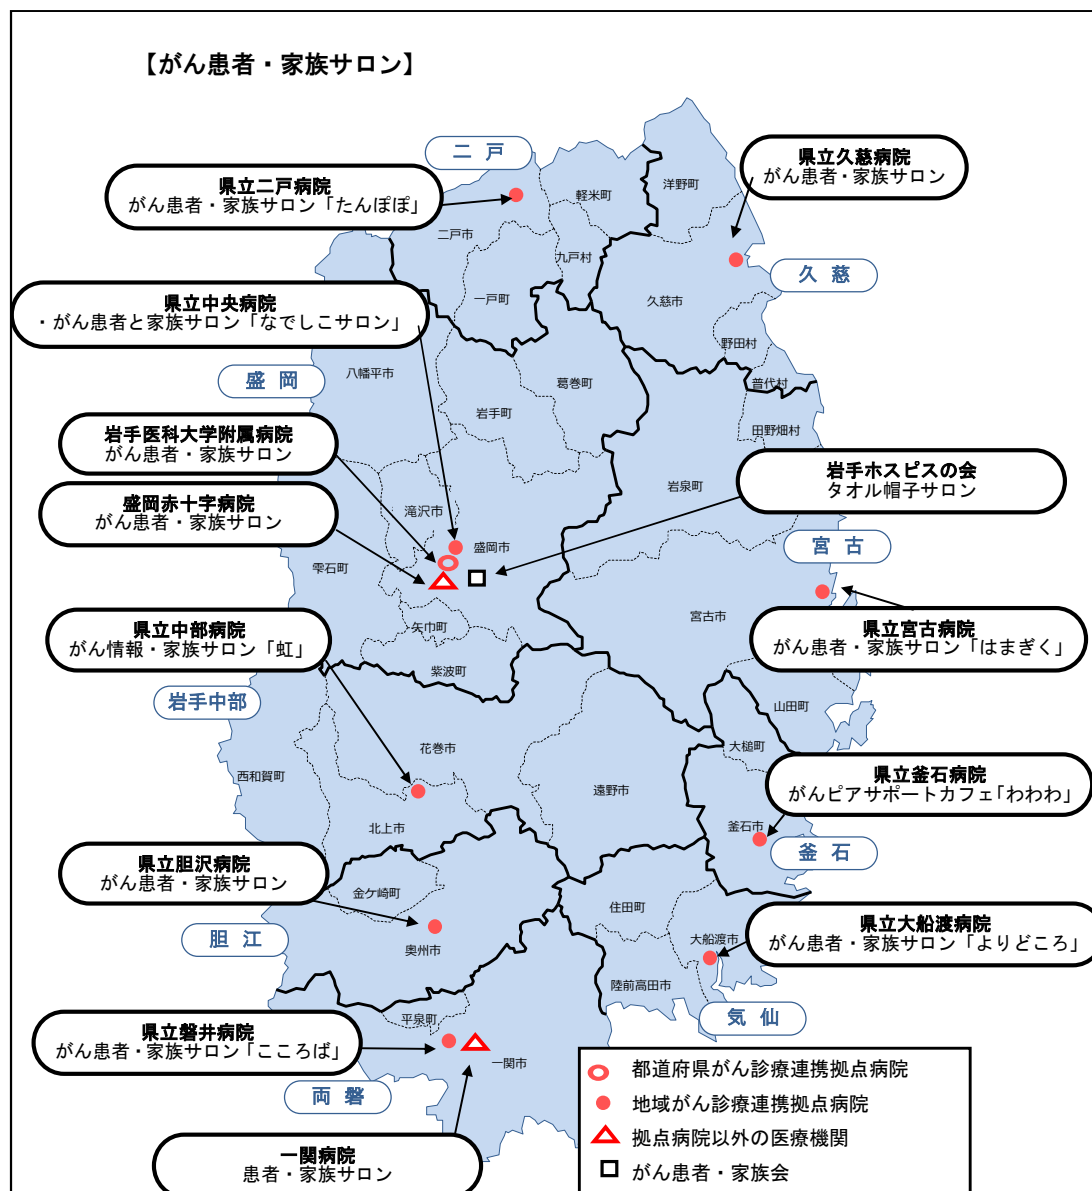 【がん患者・家族サロン】
二 戸
県立久慈病院
がん患者・家族サロン
県立二戸病院
がん患者・家族サロン「たんぽぽ」
洋野町
軽米町
二戸市
九戸村
久 慈
一戸町
久慈市
県立中央病院
・がん患者と家族サロン「なでしこサロン」
野田村
盛 岡
八幡平市
葛巻町
普代村
岩手町
田野畑村
岩手医科大学附属病院
がん患者・家族サロン
岩手ホスピスの会
タオル帽子サロン
岩泉町
盛岡赤十字病院
がん患者・家族サロン
滝沢市
盛岡市
宮 古
雫石町
宮古市
矢巾町
県立中部病院
がん情報・家族サロン「虹」
県立宮古病院
がん患者・家族サロン「はまぎく」
紫波町
岩手中部
山田町
花巻市
大槌町
西和賀町
遠野市
県立釜石病院
がんピアサポートカフェ「わわわ」
北上市
釜石市
釜 石
県立胆沢病院
がん患者・家族サロン
金ケ崎町
住田町
胆 江
奥州市
大船渡市
県立大船渡病院
がん患者・家族サロン「よりどころ」
陸前高田市
気 仙
平泉町
県立磐井病院
がん患者・家族サロン「こころば」
一関市
両 磐
一関病院
患者・家族サロン
都道府県がん診療連携拠点病院
地域がん診療連携拠点病院
拠点病院以外の医療機関
がん患者・家族会